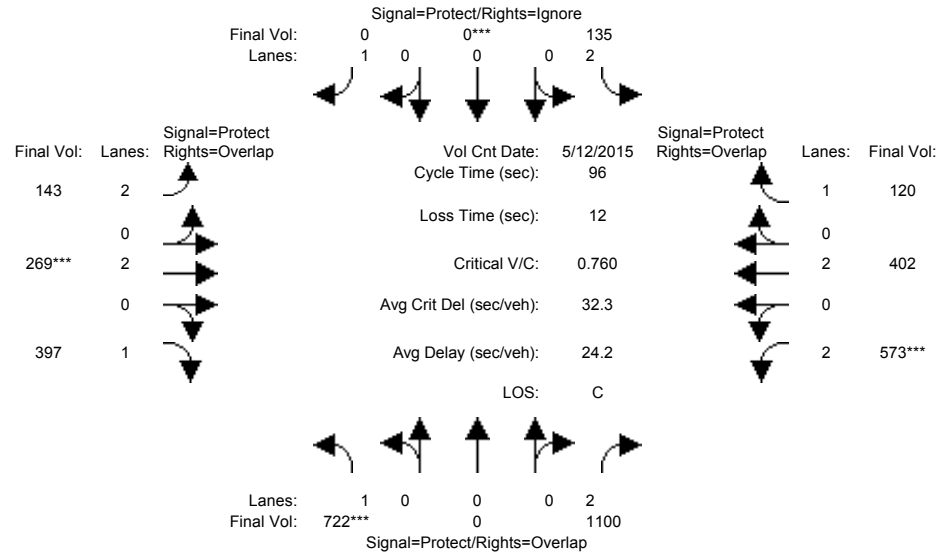 Signal=Protect/Rights=Ignore
Final Vol: 0 0*** 135
Lanes: 1 0 0 0 2
Signal=Protect Signal=Protect
Final Vol: Lanes: Rights=Overlap Vol Cnt Date: 5/12/2015 Rights=Overlap Lanes: Final Vol:
Cycle Time (sec): 96
143 2 1 120
Loss Time (sec): 12
0 0
269*** 2 Critical V/C: 0.760 2 402
0 Avg Crit Del (sec/veh): 32.3 0
397 1 Avg Delay (sec/veh): 24.2 2 573***
LOS: C
Lanes: 1 0 0 0 2
Final Vol: 722*** 0 1100
Signal=Protect/Rights=Overlap